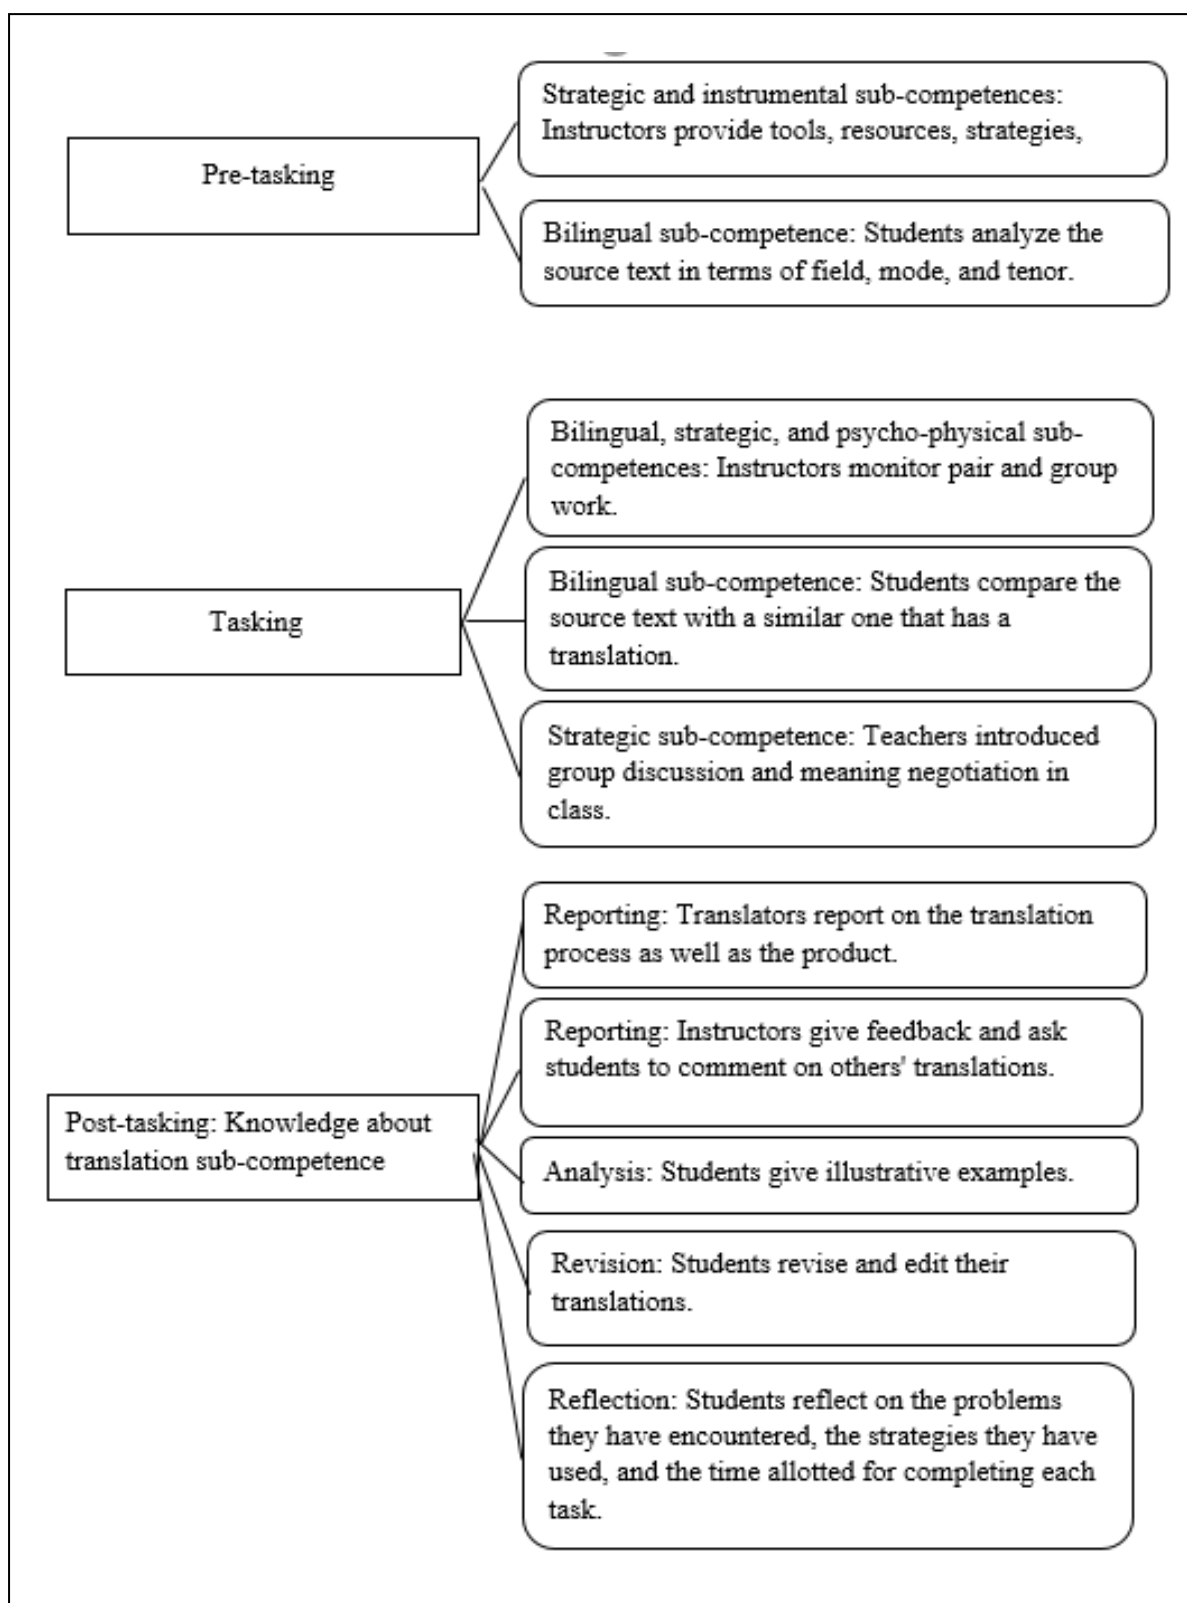 Pre-tasking
Strategic and instrumental sub-competences:
Instructors provide tools, resources, strategies,
Bilingual sub-competence: Students analyze the
source text in terms of field, mode, and tenor.
Tasking
Bilingual, strategic, and psycho-physical sub-
competences: Instructors monitor pair and group
work.
Bilingual sub-competence: Students compare the
source text with a similar one that has a
translation.
Strategic sub-competence: Teachers introduced
group discussion and meaning negotiation in
class.
Post-tasking: Knowledge about
translation sub-competence
Reporting: Translators report on the translation
process as well as the product.
Reporting: Instructors give feedback and ask
students to comment on others' translations.
Analysis: Students give illustrative examples.
Revision: Students revise and edit their
translations.
Reflection: Students reflect on the problems
they have encountered, the strategies they have
used, and the time allotted for completing each
task.